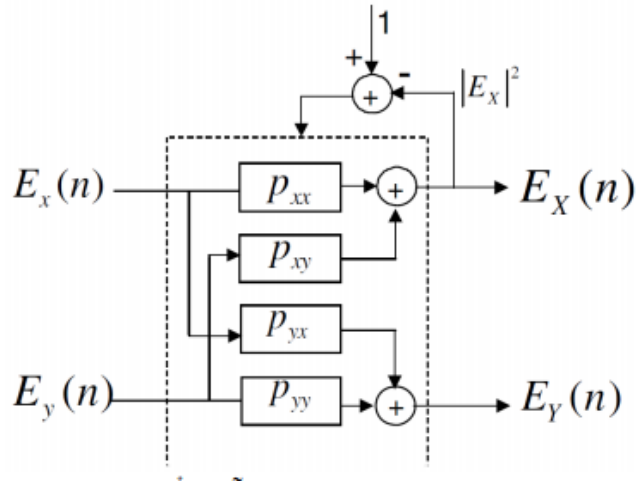 1
+
-
|E_X|^2
+
E_x(n)
p_xx
+
E_X(n)
p_xy
p_yx
E_y(n)
p_yy
+
E_Y(n)